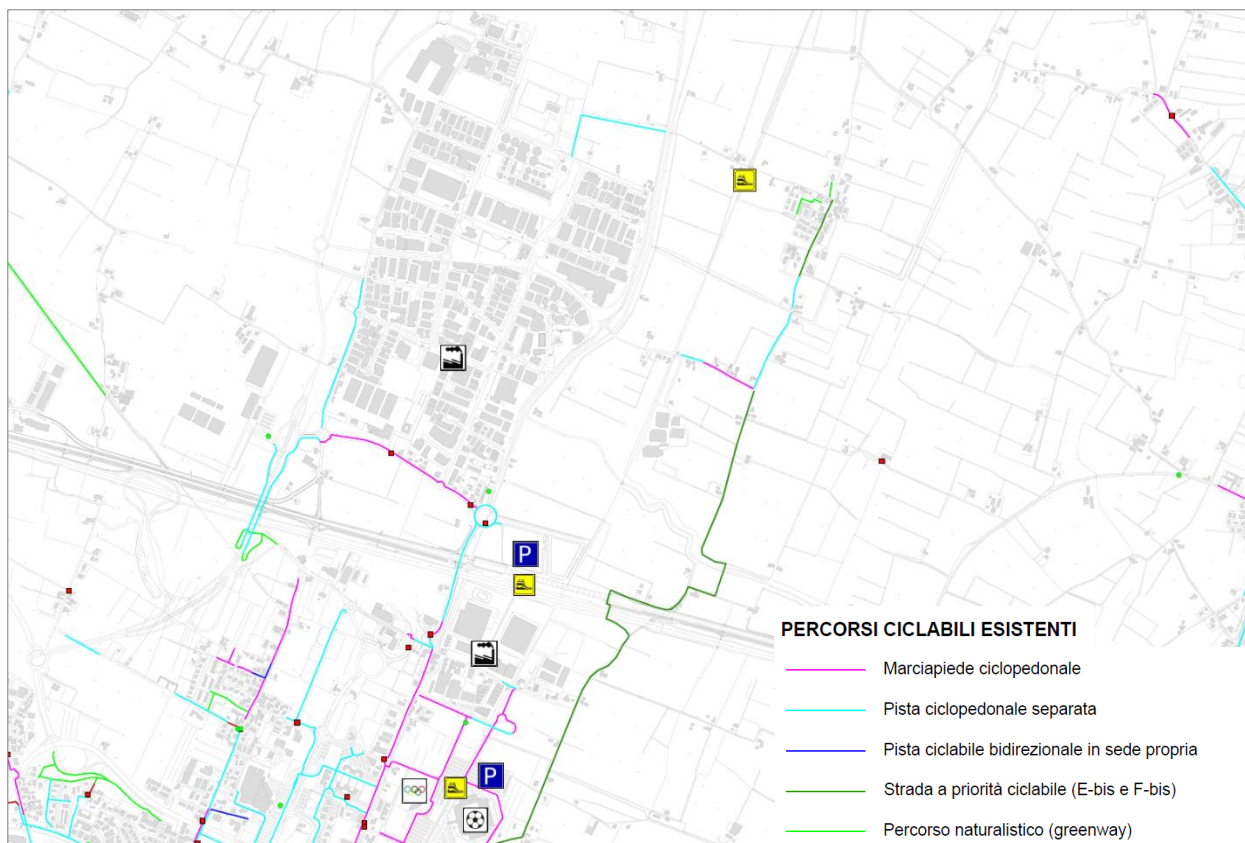 P
P
PERCORSI CICLABILI ESISTENTI
Marciapiede ciclopedonale
Pista ciclopedonale separata
Pista ciclabile bidirezionale in sede propria
Strada a priorità ciclabile (E-bis e F-bis)
Percorso naturalistico (greenway)